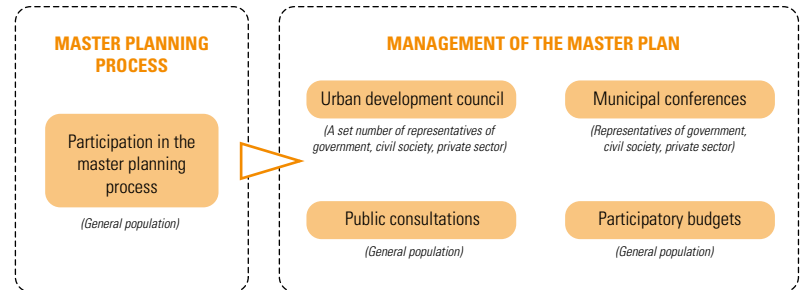 MASTER PLANNING
PROCESS
Participation in the
master planning
process
(General population)
MANAGEMENT OF THE MASTER PLAN
Urban development council
(A set number of representatives of
government, civil society, private sector)
Municipal conferences
(Representatives of government,
civil society, private sector)
Public consultations
(General population)
Participatory budgets
(General population)